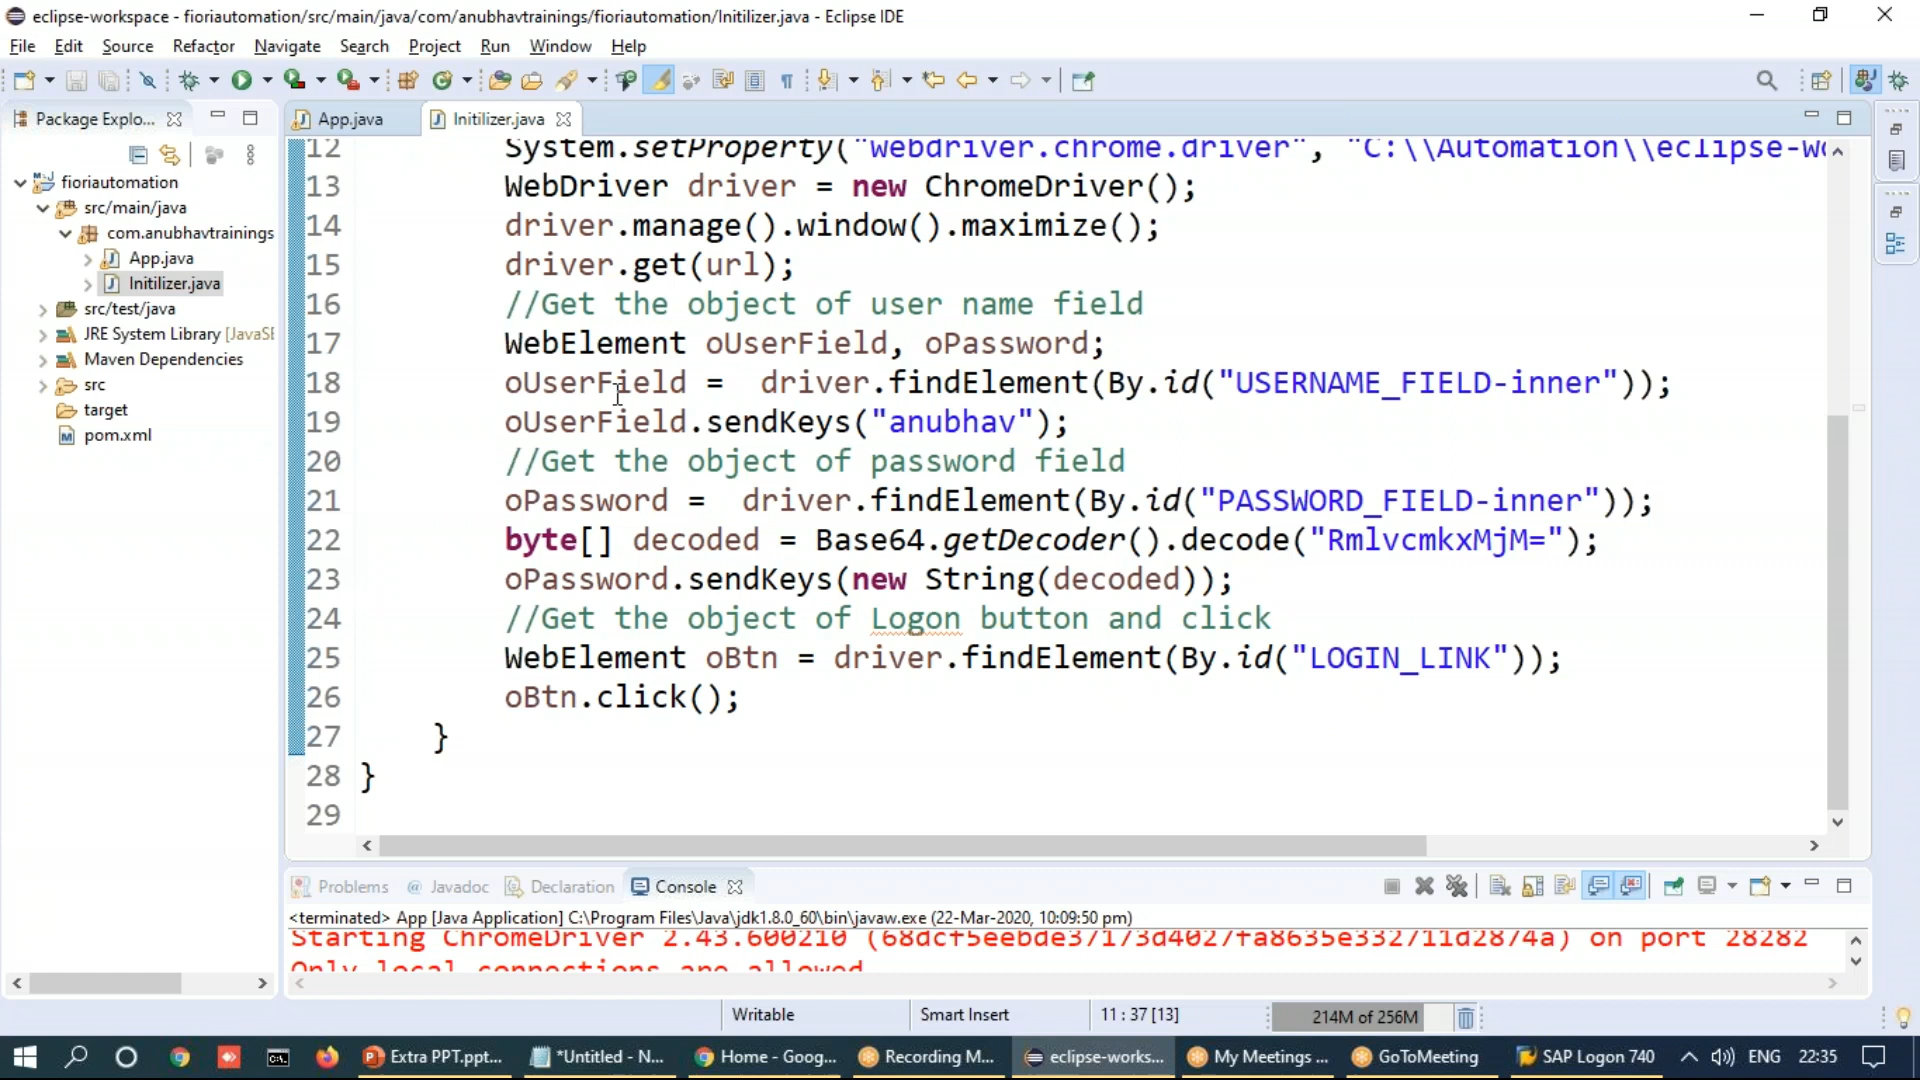 eclipse-workspace - fioriautomation/src/main/java/com/anubhavtrainings/fioriautomation/Initilizer.java - Eclipse IDE
File Edit Source Refactor Navigate Search Project Run Window Help
Package Explo...
App.java
Initilizer.java
fioriautomation
src/main/java
com.anubhavtrainings
App.java
Initilizer.java
src/test/java
JRE System Library [JavaSE
Maven Dependencies
src
target
pom.xml
12 System.setProperty("webdriver.chrome.driver", "C:\\Automation\\eclipse-wo
13 WebDriver driver = new ChromeDriver();
14 driver.manage().window().maximize();
15 driver.get(url);
16 //Get the object of user name field
17 WebElement oUserField, oPassword;
18 oUserField =  driver.findElement(By.id("USERNAME_FIELD-inner"));
19 oUserField.sendKeys("anubhav");
20 //Get the object of password field
21 oPassword =  driver.findElement(By.id("PASSWORD_FIELD-inner"));
22 byte[] decoded = Base64.getDecoder().decode("RmlvcmkxMjM=");
23 oPassword.sendKeys(new String(decoded));
24 //Get the object of Logon button and click
25 WebElement oBtn = driver.findElement(By.id("LOGIN_LINK"));
26 oBtn.click();
27 }
28 }
29
Problems @ Javadoc Declaration Console
<terminated> App [Java Application] C:\Program Files\Java\jdk1.8.0_60\bin\javaw.exe (22-Mar-2020, 10:09:50 pm)
Starting ChromeDriver 2.43.600210 (68dcf5eebde37173d4027fa8635e332711d2874a) on port 28282
Only local connections are allowed
Writable Smart Insert 11 : 37 [13] 214M of 256M
Extra PPT.ppt... *Untitled - N... Home - Goog... Recording M... eclipse-works... My Meetings ... GoToMeeting SAP Logon 740 ENG 22:35